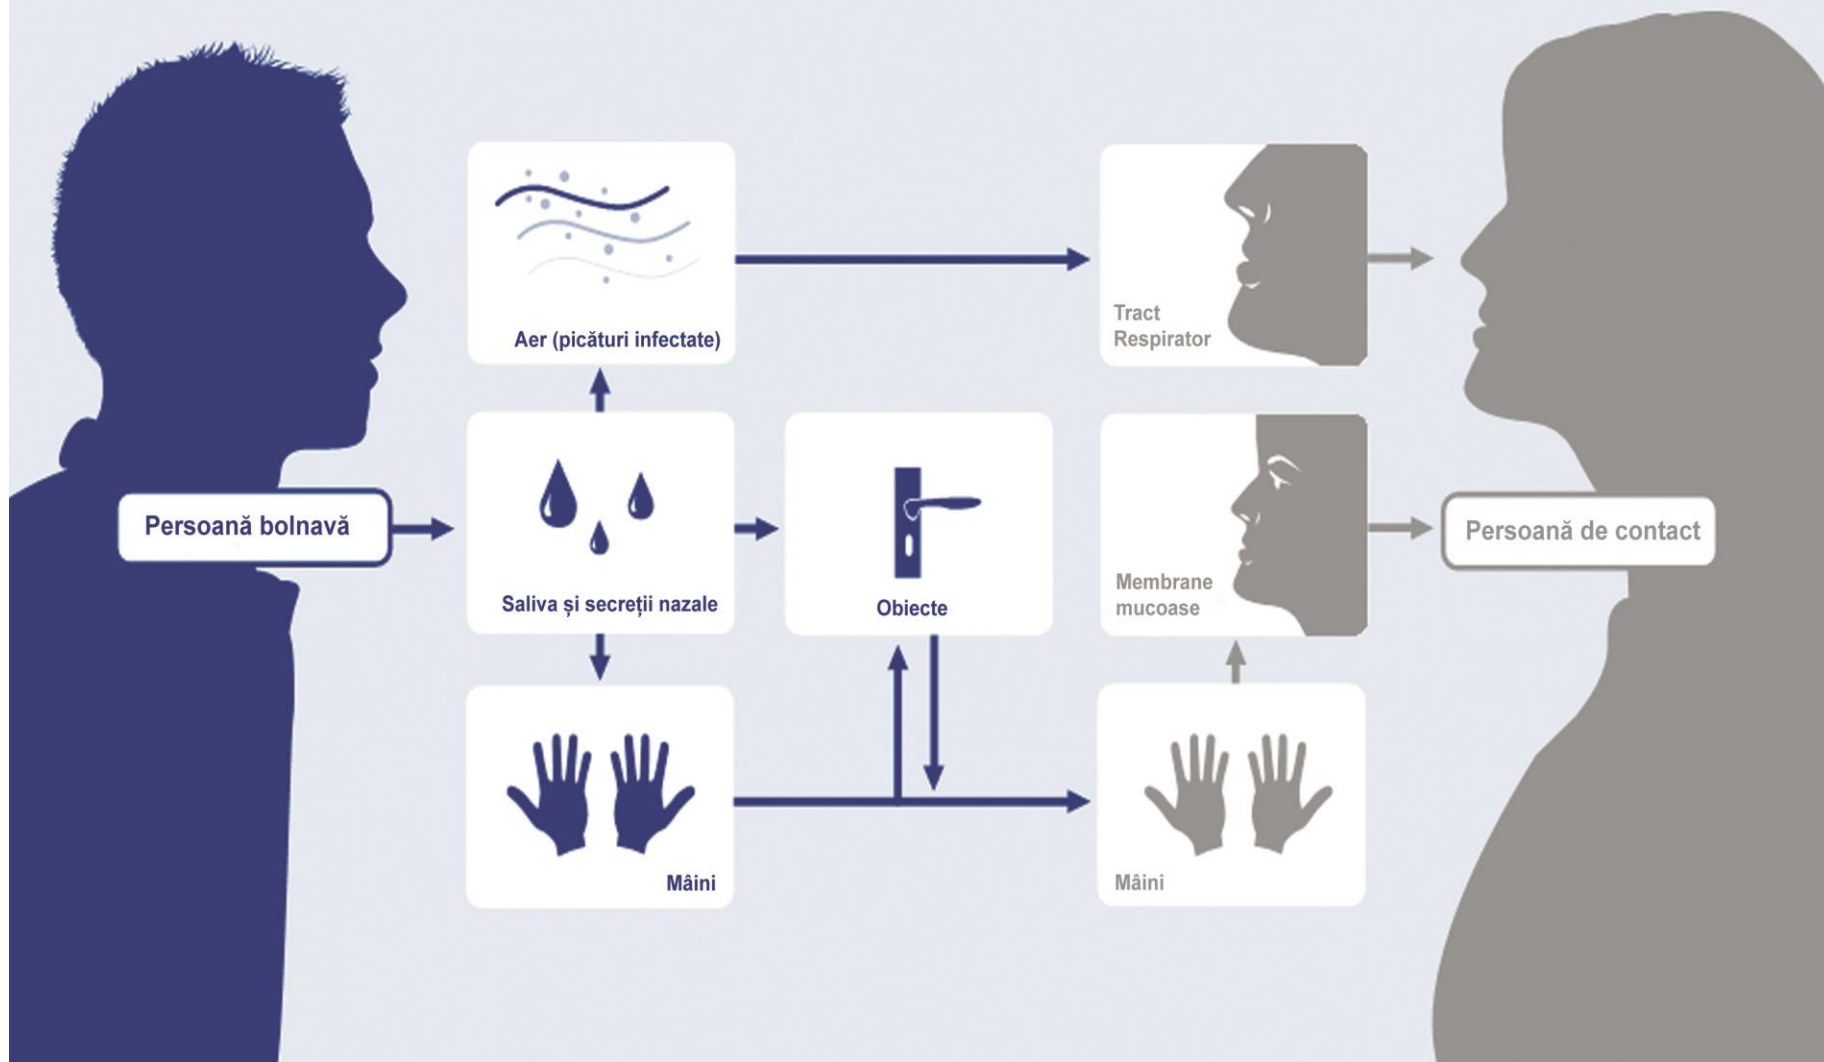 Aer (picături infectate)
Tract
Respirator
Persoană bolnavă
Saliva și secreții nazale
Obiecte
Membrane
mucoase
Persoană de contact
Mâini
Mâini